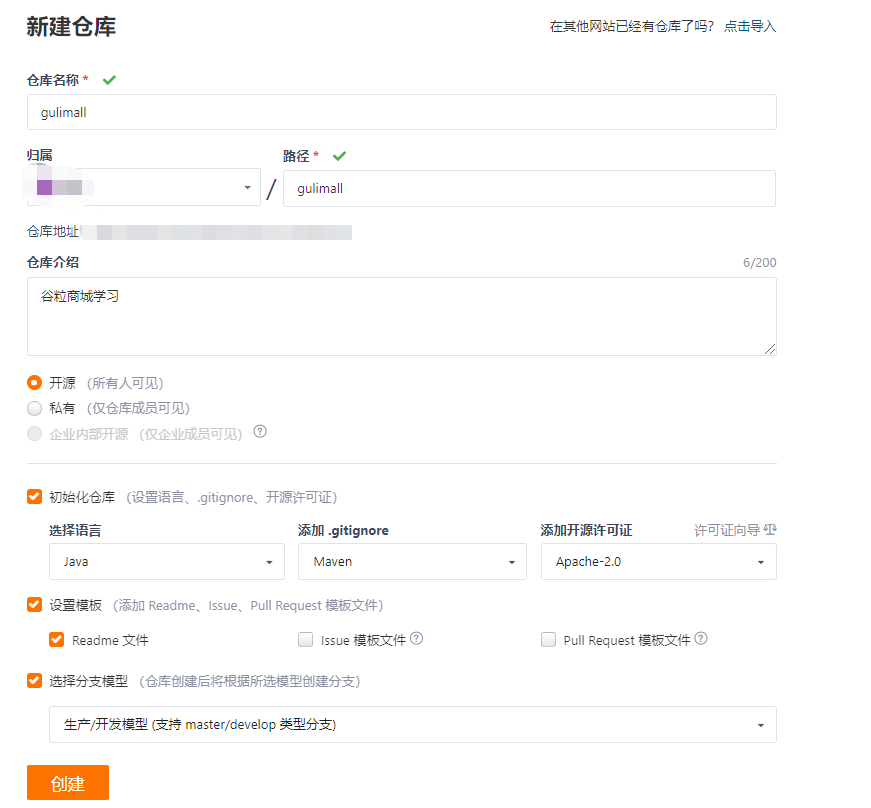 新建仓库
在其他网站已经有仓库了吗? 点击导入
仓库名称 *
gulimall
归属
路径 *
/
gulimall
仓库地址
仓库介绍
6/200
谷粒商城学习
开源 (所有人可见)
私有 (仅仓库成员可见)
企业内部开源 (仅企业成员可见) ?
初始化仓库 (设置语言、.gitignore、开源许可证)
选择语言
添加 .gitignore
添加开源许可证
许可证向导
Java
Maven
Apache-2.0
设置模板 (添加 Readme、Issue、Pull Request 模板文件)
Readme 文件
Issue 模板文件 ?
Pull Request 模板文件 ?
选择分支模型 (仓库创建后将根据所选模型创建分支)
生产/开发模型 (支持 master/develop 类型分支)
创建